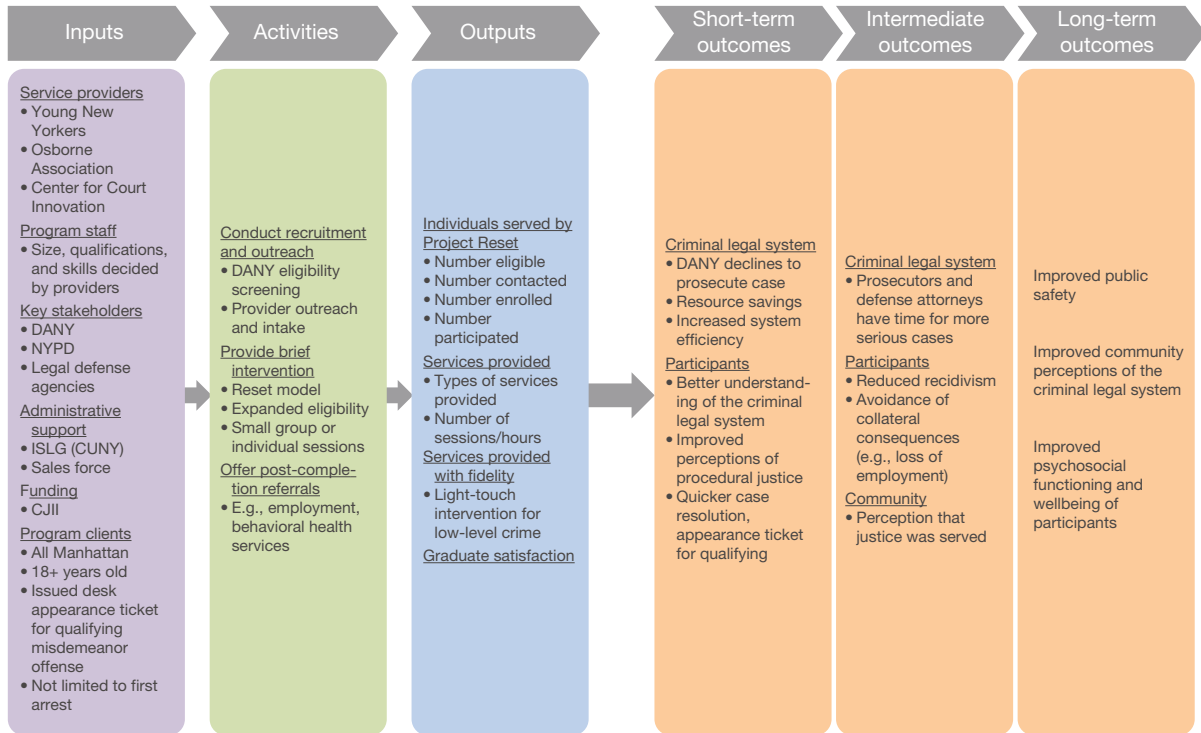 Inputs
Activities
Outputs
Short-term
outcomes
Intermediate
outcomes
Long-term
outcomes
Service providers
• Young New
Yorkers
• Osborne
Association
• Center for Court
Innovation
Program staff
• Size, qualifications,
and skills decided
by providers
Key stakeholders
• DANY
• NYPD
• Legal defense
agencies
Administrative
support
• ISLG (CUNY)
• Sales force
Funding
• CJII
Program clients
• All Manhattan
• 18+ years old
• Issued desk
appearance ticket
for qualifying
misdemeanor
offense
• Not limited to first
arrest
Conduct recruitment
and outreach
• DANY eligibility
screening
• Provider outreach
and intake
Provide brief
intervention
• Reset model
• Expanded eligibility
• Small group or
individual sessions
Offer post-comple-
tion referrals
• E.g., employment,
behavioral health
services
Individuals served by
Project Reset
• Number eligible
• Number contacted
• Number enrolled
• Number
participated
Services provided
• Types of services
provided
• Number of
sessions/hours
Services provided
with fidelity
• Light-touch
intervention for
low-level crime
Graduate satisfaction
Criminal legal system
• DANY declines to
prosecute case
• Resource savings
• Increased system
efficiency
Participants
• Better understand-
ing of the criminal
legal system
• Improved
perceptions of
procedural justice
• Quicker case
resolution,
appearance ticket
for qualifying
Criminal legal system
• Prosecutors and
defense attorneys
have time for more
serious cases
Participants
• Reduced recidivism
• Avoidance of
collateral
consequences
(e.g., loss of
employment)
Community
• Perception that
justice was served
Improved public
safety
Improved community
perceptions of the
criminal legal system
Improved
psychosocial
functioning and
wellbeing of
participants